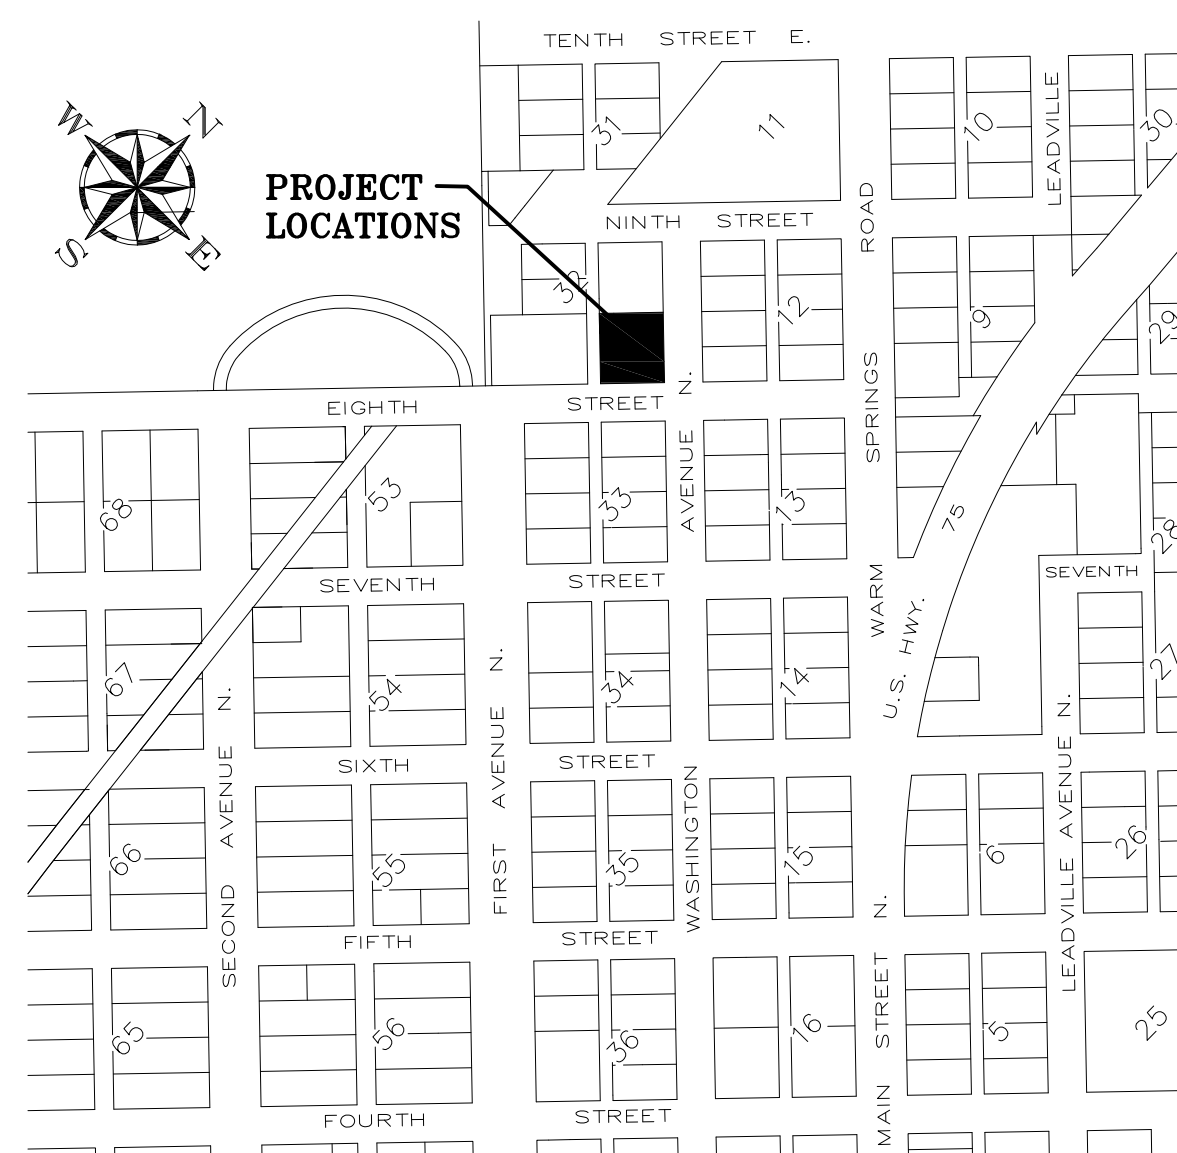 TENTH STREET E.
W
N
S
E
PROJECT
LOCATIONS
31
11
10
LEADVILLE
30
NINTH STREET
ROAD
32
12
9
29
EIGHTH STREET
N.
AVENUE
SPRINGS
68
53
33
13
75
28
SEVENTH STREET
WARM
SEVENTH
U.S. HWY.
67
54
34
14
27
SIXTH STREET
SECOND AVENUE N.
FIRST AVENUE N.
WASHINGTON
LEADVILLE AVENUE N.
66
55
35
15
6
26
FIFTH STREET
MAIN STREET N.
65
56
36
16
5
25
FOURTH STREET